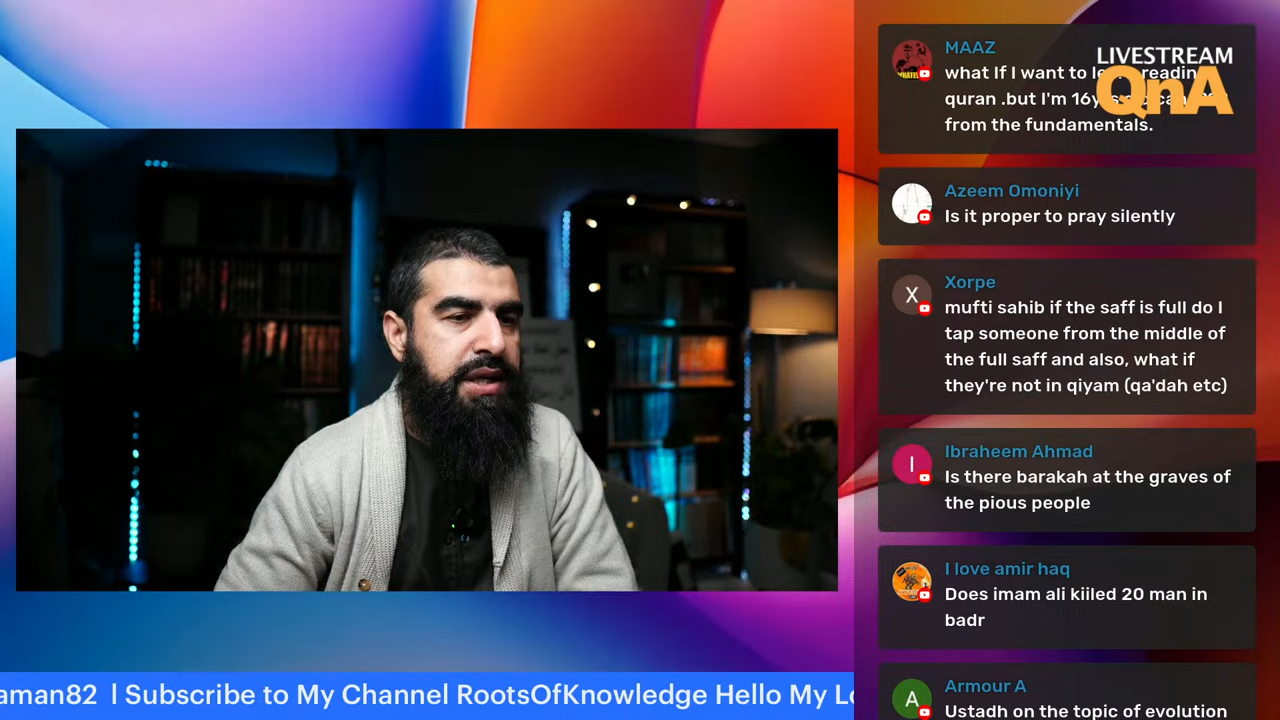 MAAZ
what If I want to reading
quran .but I'm 16y
from the fundamentals.
LIVESTREAM
QnA
Azeem Omoniyi
Is it proper to pray silently
X
Xorpe
mufti sahib if the saff is full do I
tap someone from the middle of
the full saff and also, what if
they're not in qiyam (qa'dah etc)
I
Ibraheem Ahmad
Is there barakah at the graves of
the pious people
I love amir haq
Does imam ali kiiled 20 man in
badr
A
Armour A
Ustadh on the topic of evolution
aman82 | Subscribe to My Channel RootsOfKnowledge Hello My Lo